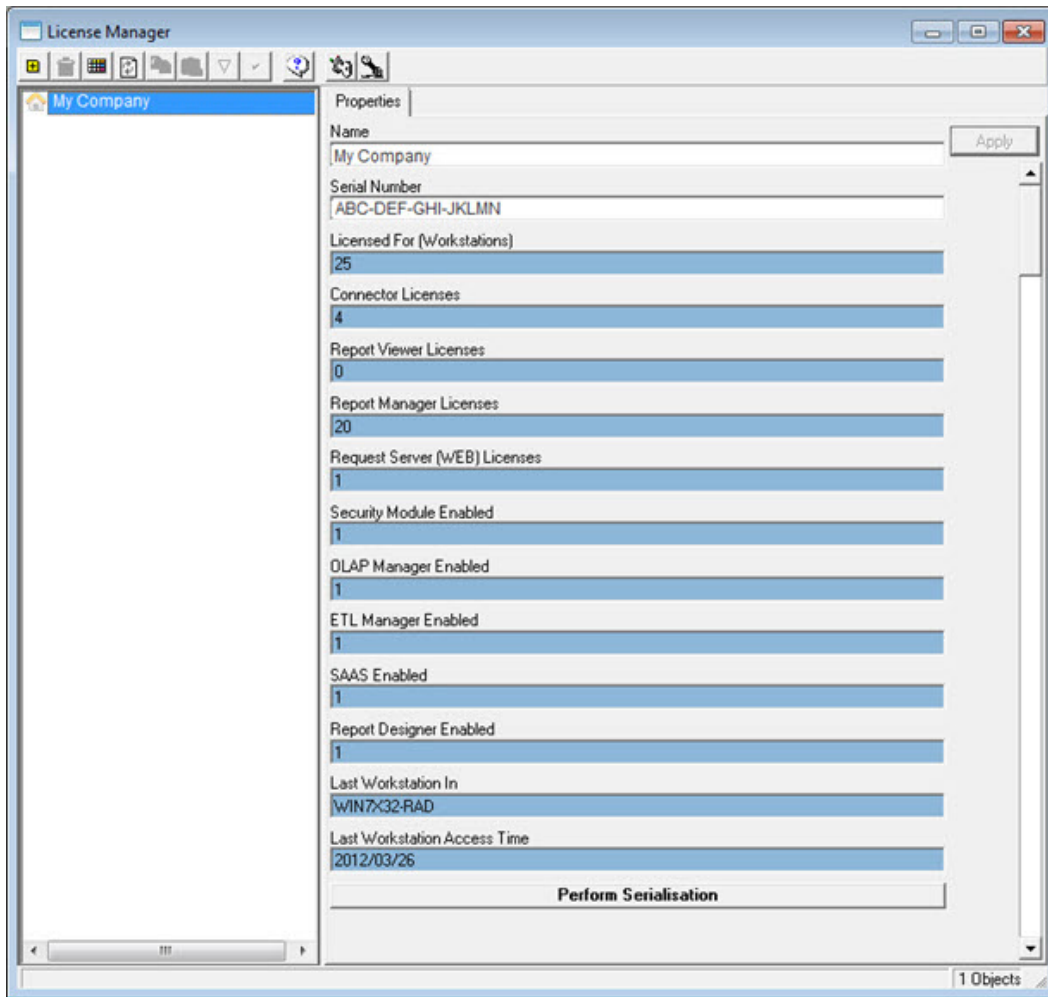 License Manager
My Company
Properties
Name
Apply
My Company
Serial Number
ABC-DEF-GHI-JKLMN
Licensed For (Workstations)
25
Connector Licenses
4
Report Viewer Licenses
0
Report Manager Licenses
20
Request Server (WEB) Licenses
1
Security Module Enabled
1
OLAP Manager Enabled
1
ETL Manager Enabled
1
SAAS Enabled
1
Report Designer Enabled
1
Last Workstation In
WIN7X32-RAD
Last Workstation Access Time
2012/03/26
Perform Serialisation
1 Objects